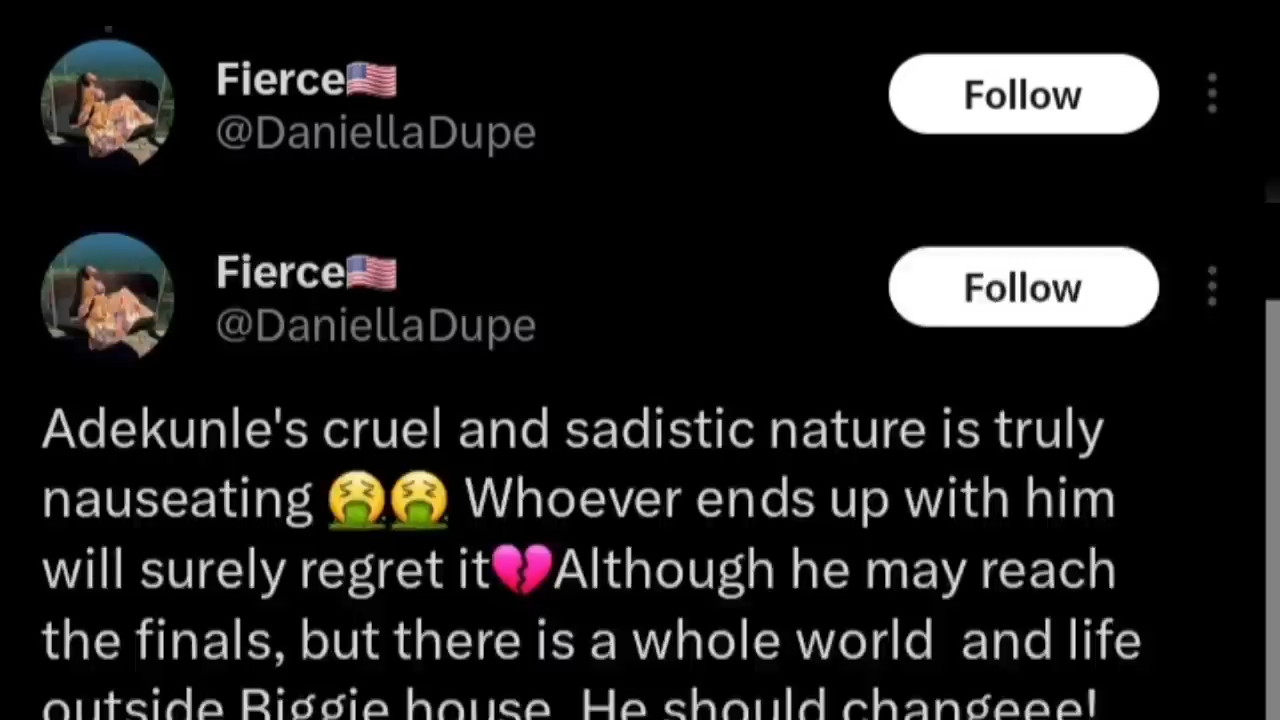 Fierce🇺🇸
Follow
@DaniellaDupe
Fierce🇺🇸
Follow
@DaniellaDupe
Adekunle's cruel and sadistic nature is truly
nauseating 🤮🤮 Whoever ends up with him
will surely regret it💔Although he may reach
the finals, but there is a whole world  and life
outside Biggie house. He should changeee!